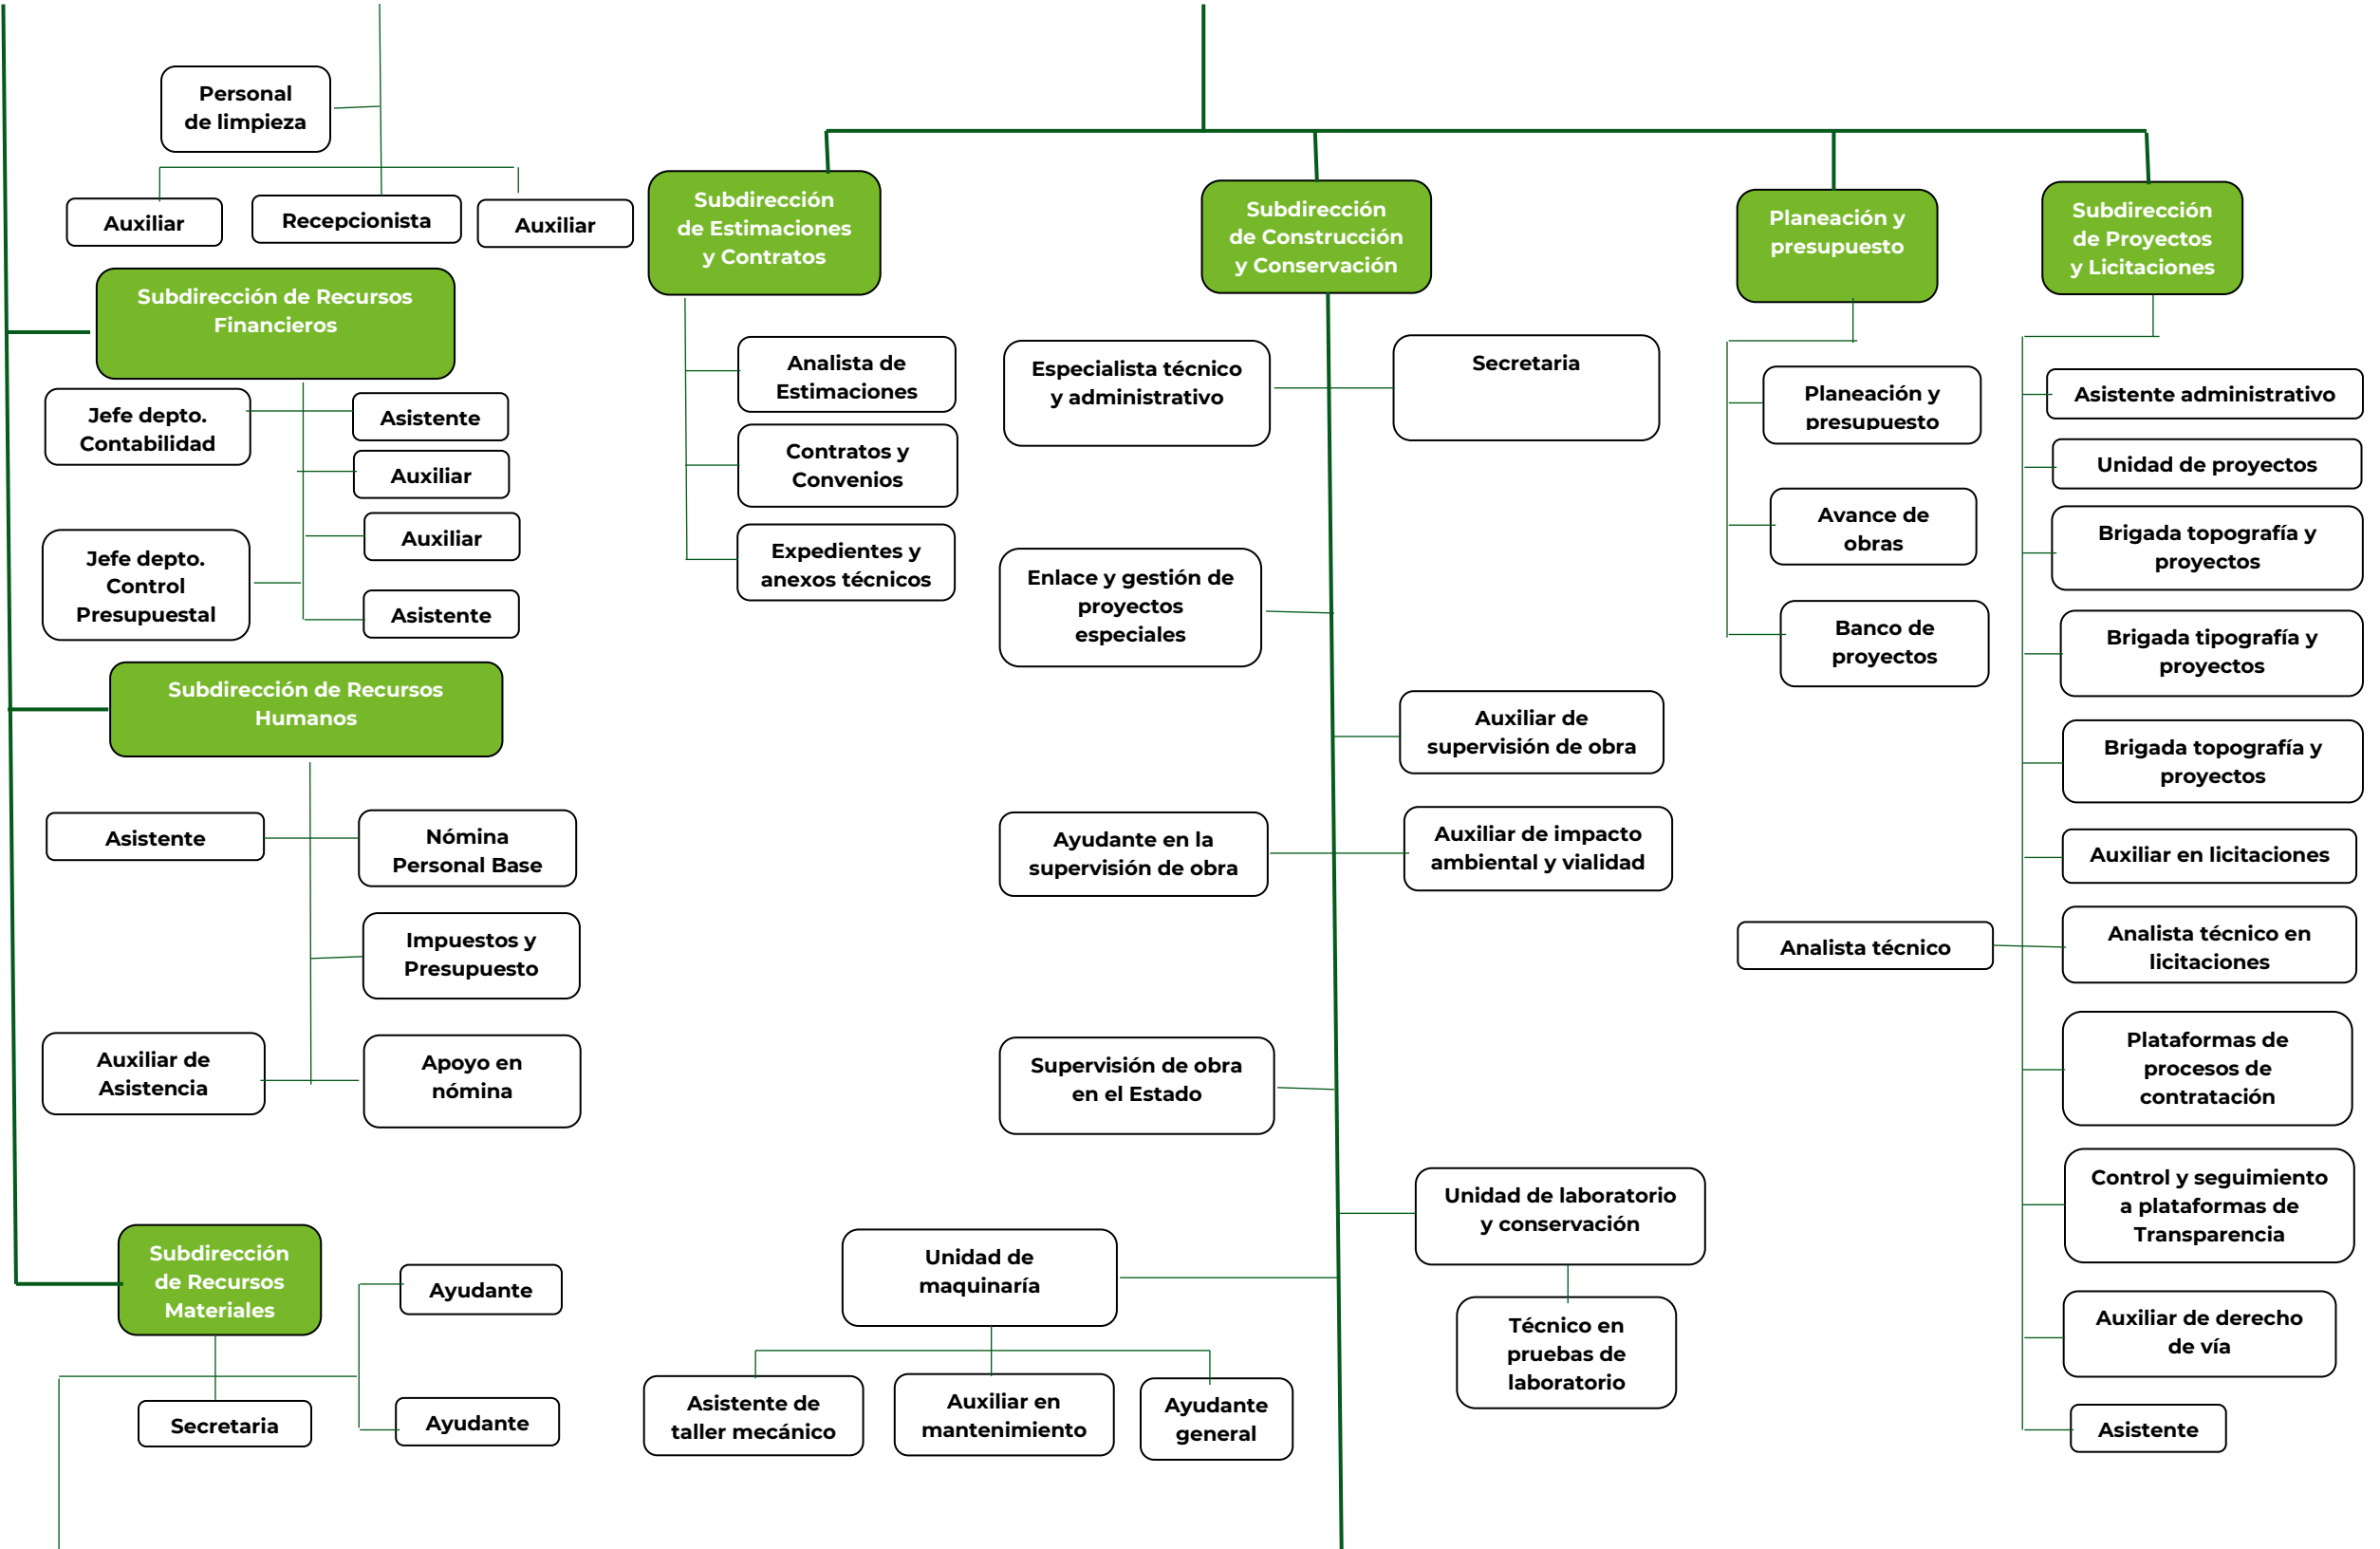 Personal
de limpieza
Auxiliar
Recepcionista
Auxiliar
Subdirección de Recursos
Financieros
Jefe depto.
Contabilidad
Asistente
Auxiliar
Auxiliar
Jefe depto.
Control
Presupuestal
Asistente
Subdirección de Recursos
Humanos
Asistente
Nómina
Personal Base
Impuestos y
Presupuesto
Auxiliar de
Asistencia
Apoyo en
nómina
Subdirección
de Recursos
Materiales
Ayudante
Secretaria
Ayudante
Subdirección
de Estimaciones
y Contratos
Analista de
Estimaciones
Contratos y
Convenios
Expedientes y
anexos técnicos
Subdirección
de Construcción
y Conservación
Especialista técnico
y administrativo
Secretaria
Enlace y gestión de
proyectos
especiales
Auxiliar de
supervisión de obra
Ayudante en la
supervisión de obra
Auxiliar de impacto
ambiental y vialidad
Supervisión de obra
en el Estado
Unidad de laboratorio
y conservación
Técnico en
pruebas de
laboratorio
Unidad de
maquinaría
Asistente de
taller mecánico
Auxiliar en
mantenimiento
Ayudante
general
Planeación y
presupuesto
Planeación y
presupuesto
Avance de
obras
Banco de
proyectos
Subdirección
de Proyectos
y Licitaciones
Asistente administrativo
Unidad de proyectos
Brigada topografía y
proyectos
Brigada tipografía y
proyectos
Brigada topografía y
proyectos
Auxiliar en licitaciones
Analista técnico
Analista técnico en
licitaciones
Plataformas de
procesos de
contratación
Control y seguimiento
a plataformas de
Transparencia
Auxiliar de derecho
de vía
Asistente